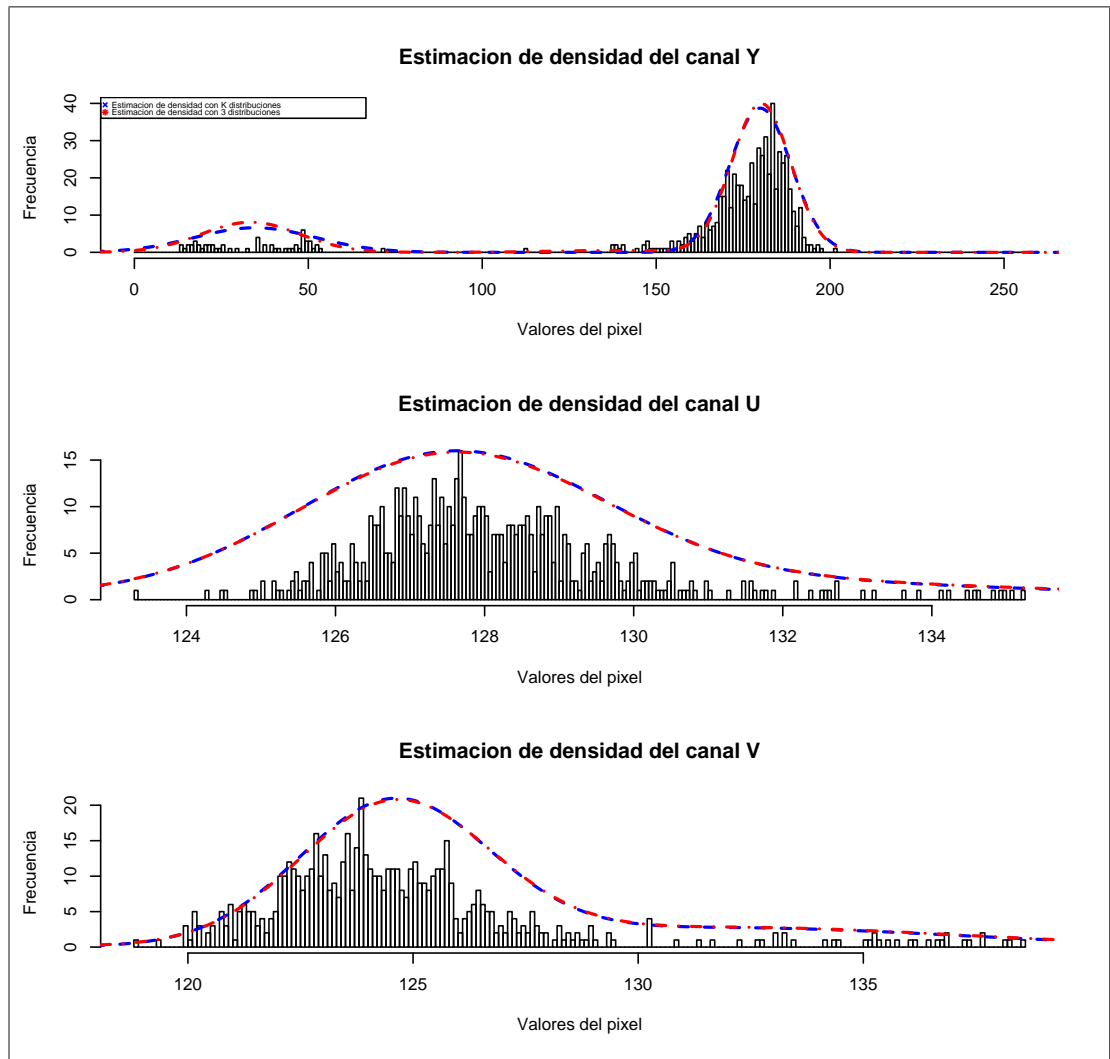 Estimacion de densidad del canal Y
Estimacion de densidad con K distribuciones
Estimacion de densidad con 3 distribuciones
Frecuencia
0 10 20 30 40
0 50 100 150 200 250
Valores del pixel
Estimacion de densidad del canal U
Frecuencia
0 5 10 15
124 126 128 130 132 134
Valores del pixel
Estimacion de densidad del canal V
Frecuencia
0 5 10 15 20
120 125 130 135
Valores del pixel